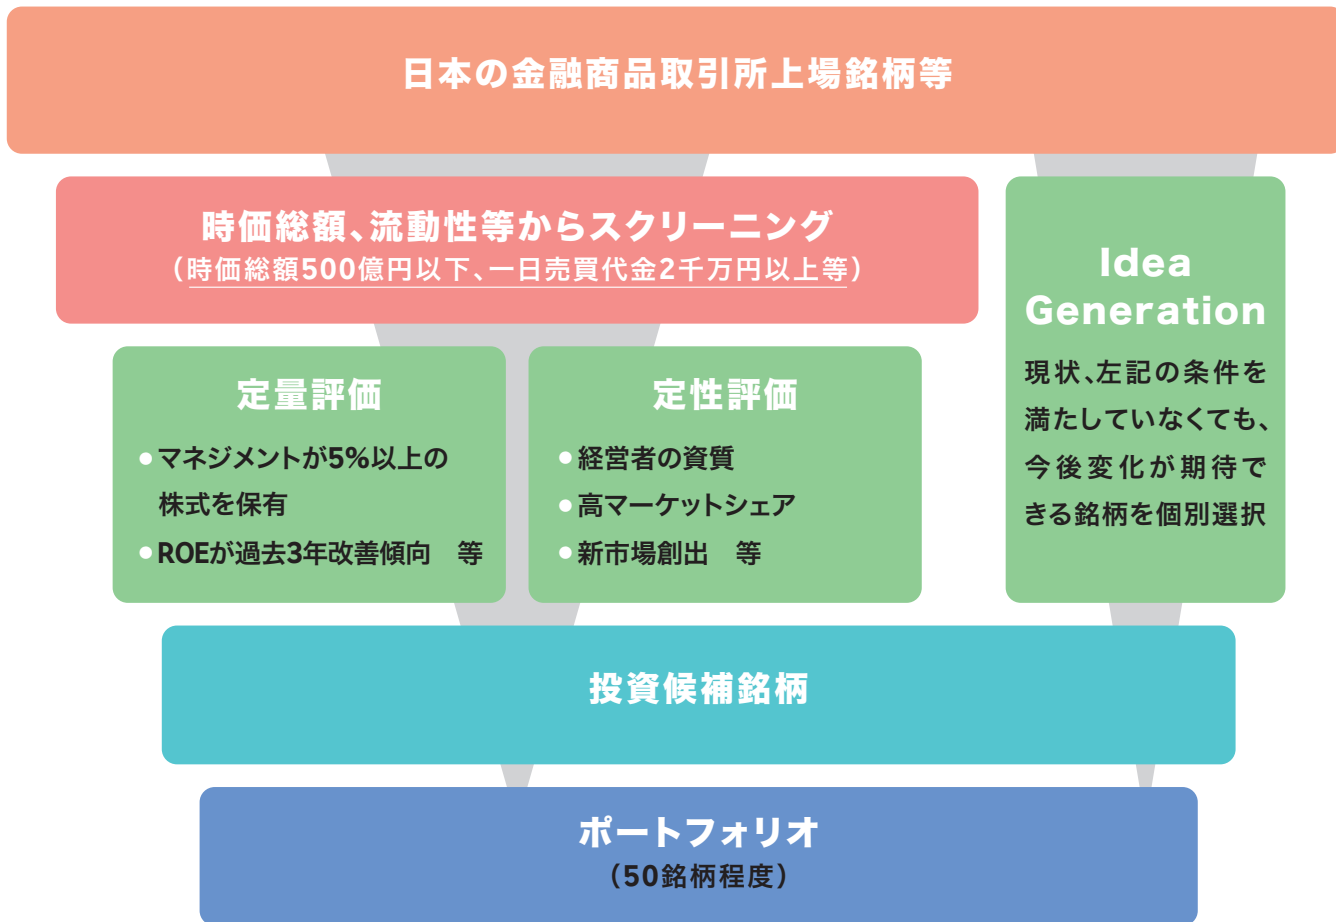 日本の金融商品取引所上場銘柄等
時価総額、流動性等からスクリーニング
（時価総額500億円以下、一日売買代金2千万円以上等）
定量評価
●マネジメントが5%以上の
株式を保有
●ROEが過去3年改善傾向　等
定性評価
●経営者の資質
●高マーケットシェア
●新市場創出　等
Idea
Generation
現状、左記の条件を
満たしていなくても、
今後変化が期待で
きる銘柄を個別選択
投資候補銘柄
ポートフォリオ
（50銘柄程度）